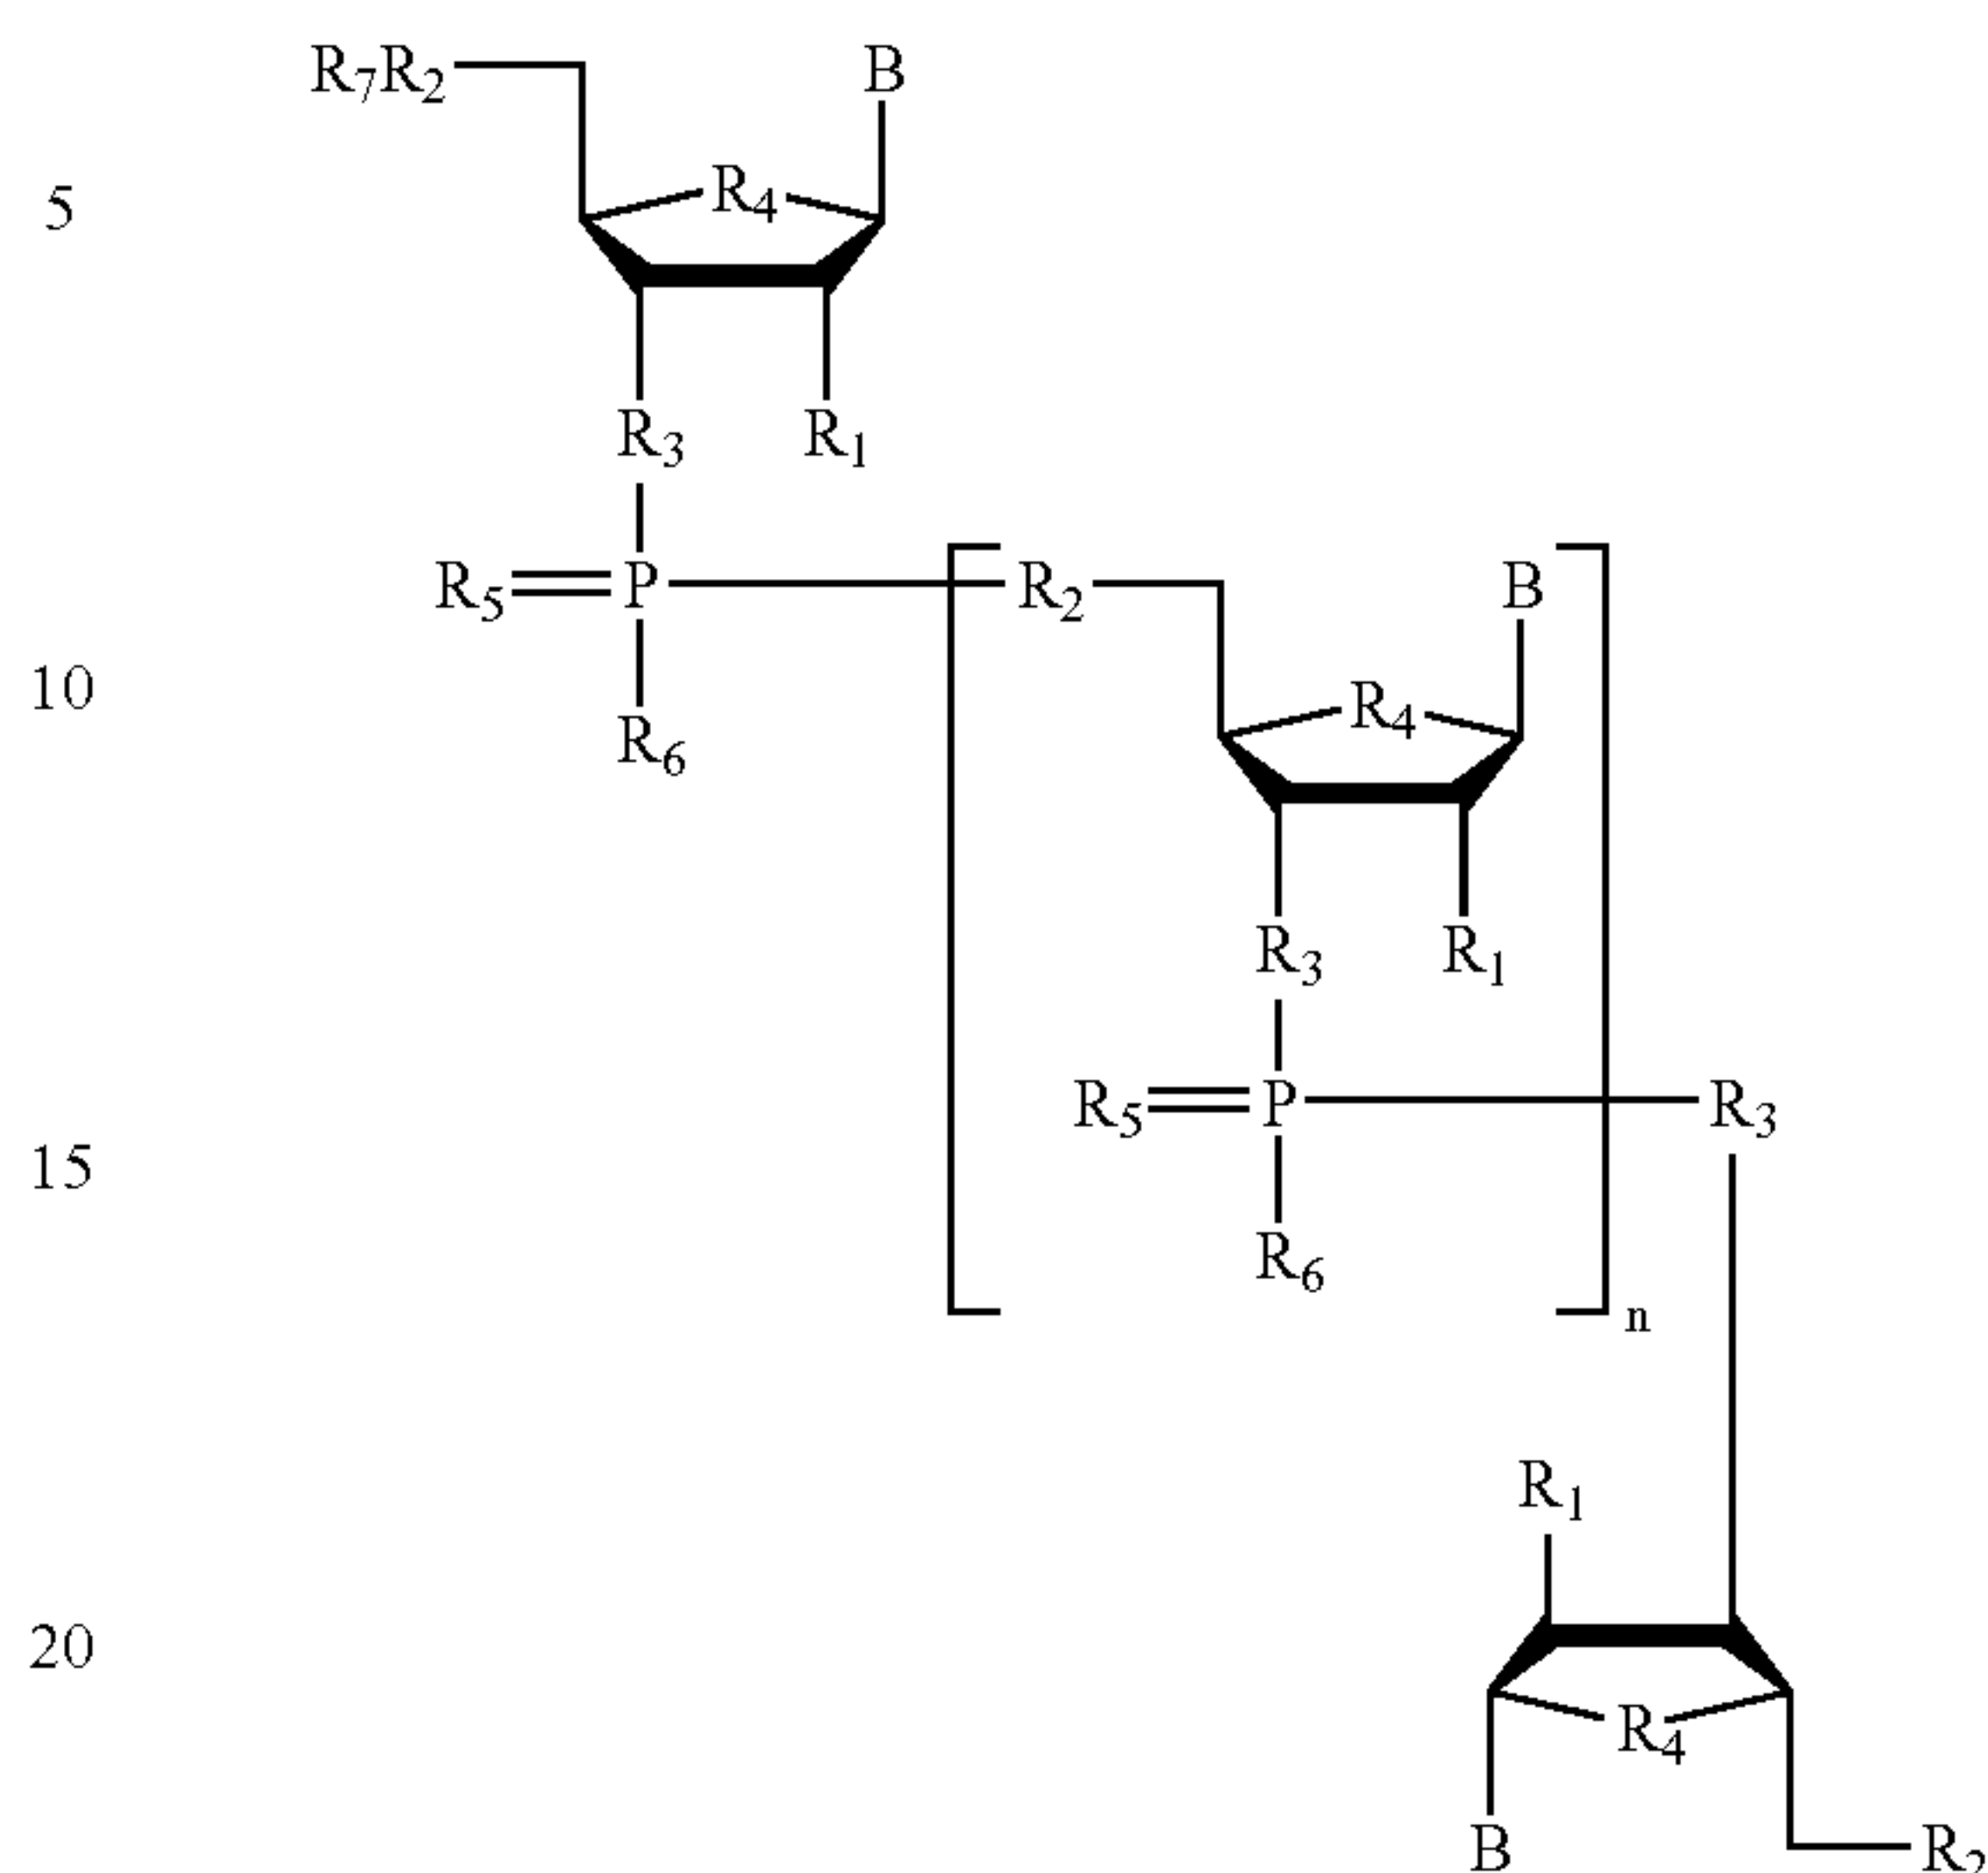 R₇R₂ B
R₄
5
R₃ R₁
R₅ P R₂ B
10
R₆ R₄
R₃ R₁
R₅ P R₃
15
R₆
n
R₁
20
R₄
B